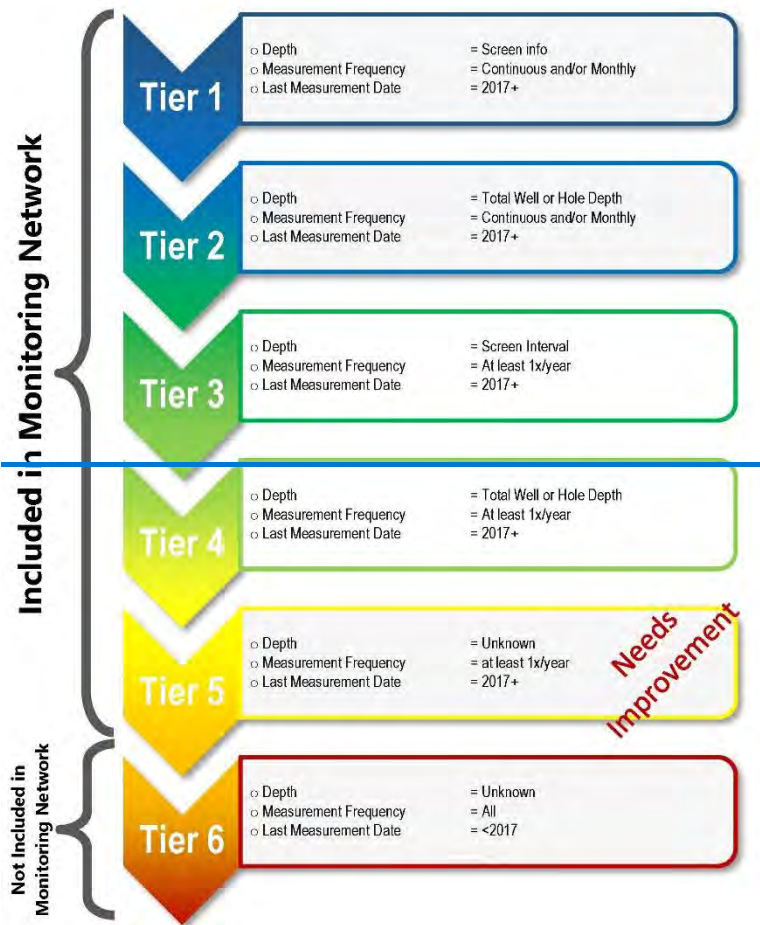 Included in Monitoring Network
Tier 1
o Depth = Screen info
o Measurement Frequency = Continuous and/or Monthly
o Last Measurement Date = 2017+
Tier 2
o Depth = Total Well or Hole Depth
o Measurement Frequency = Continuous and/or Monthly
o Last Measurement Date = 2017+
Tier 3
o Depth = Screen Interval
o Measurement Frequency = At least 1x/year
o Last Measurement Date = 2017+
Tier 4
o Depth = Total Well or Hole Depth
o Measurement Frequency = At least 1x/year
o Last Measurement Date = 2017+
Tier 5
o Depth = Unknown
o Measurement Frequency = at least 1x/year
o Last Measurement Date = 2017+
Needs
Improvement
Not Included in
Monitoring Network
Tier 6
o Depth = Unknown
o Measurement Frequency = All
o Last Measurement Date = <2017